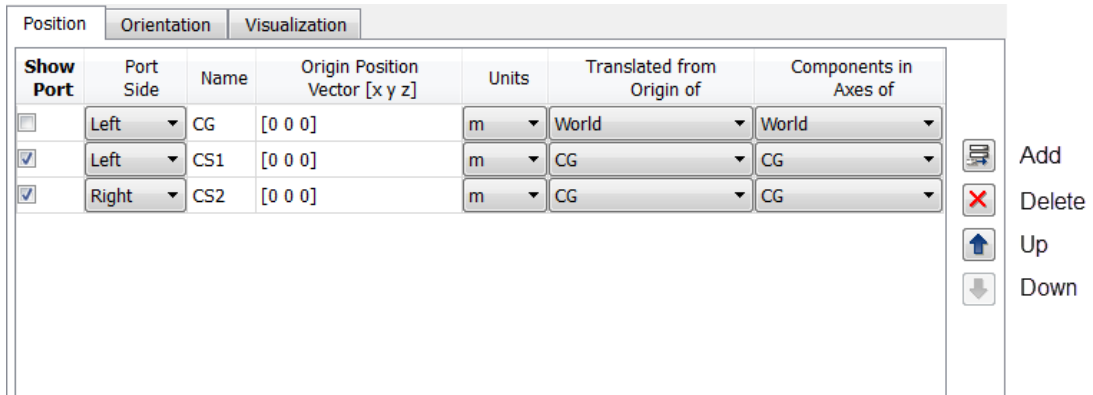 Position Orientation Visualization
Show Port Port Side Name Origin Position Vector [x y z] Units Translated from Origin of Components in Axes of
Left CG [0 0 0] m World World
Left CS1 [0 0 0] m CG CG
Right CS2 [0 0 0] m CG CG
Add
Delete
Up
Down